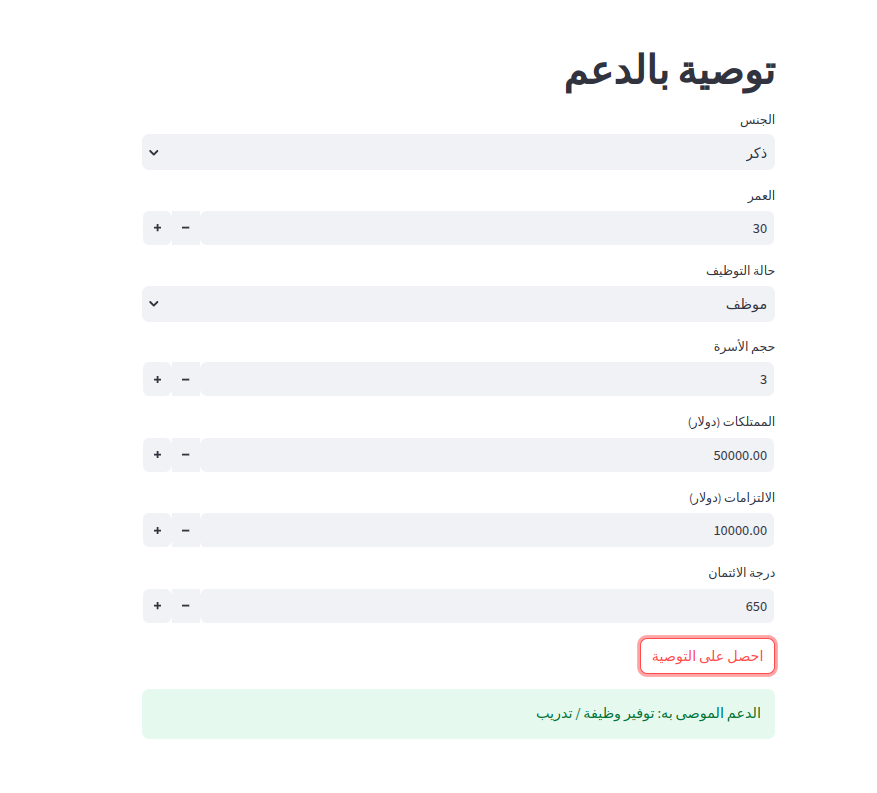 توصية بالدعم
الجنس
ذكر
العمر
30
حالة التوظيف
موظف
حجم الأسرة
3
الممتلكات (دولار)
50000.00
الالتزامات (دولار)
10000.00
درجة الائتمان
650
احصل على التوصية
الدعم الموصى به: توفير وظيفة / تدريب